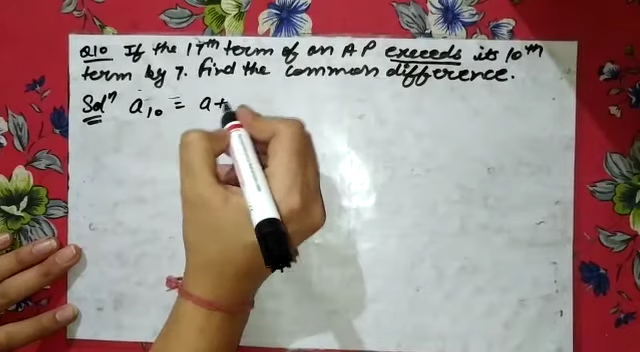 Q10 If the 17th term of an AP exceeds its 10th
term by 7. Find the common difference.
Solⁿ a₁₀ = a+